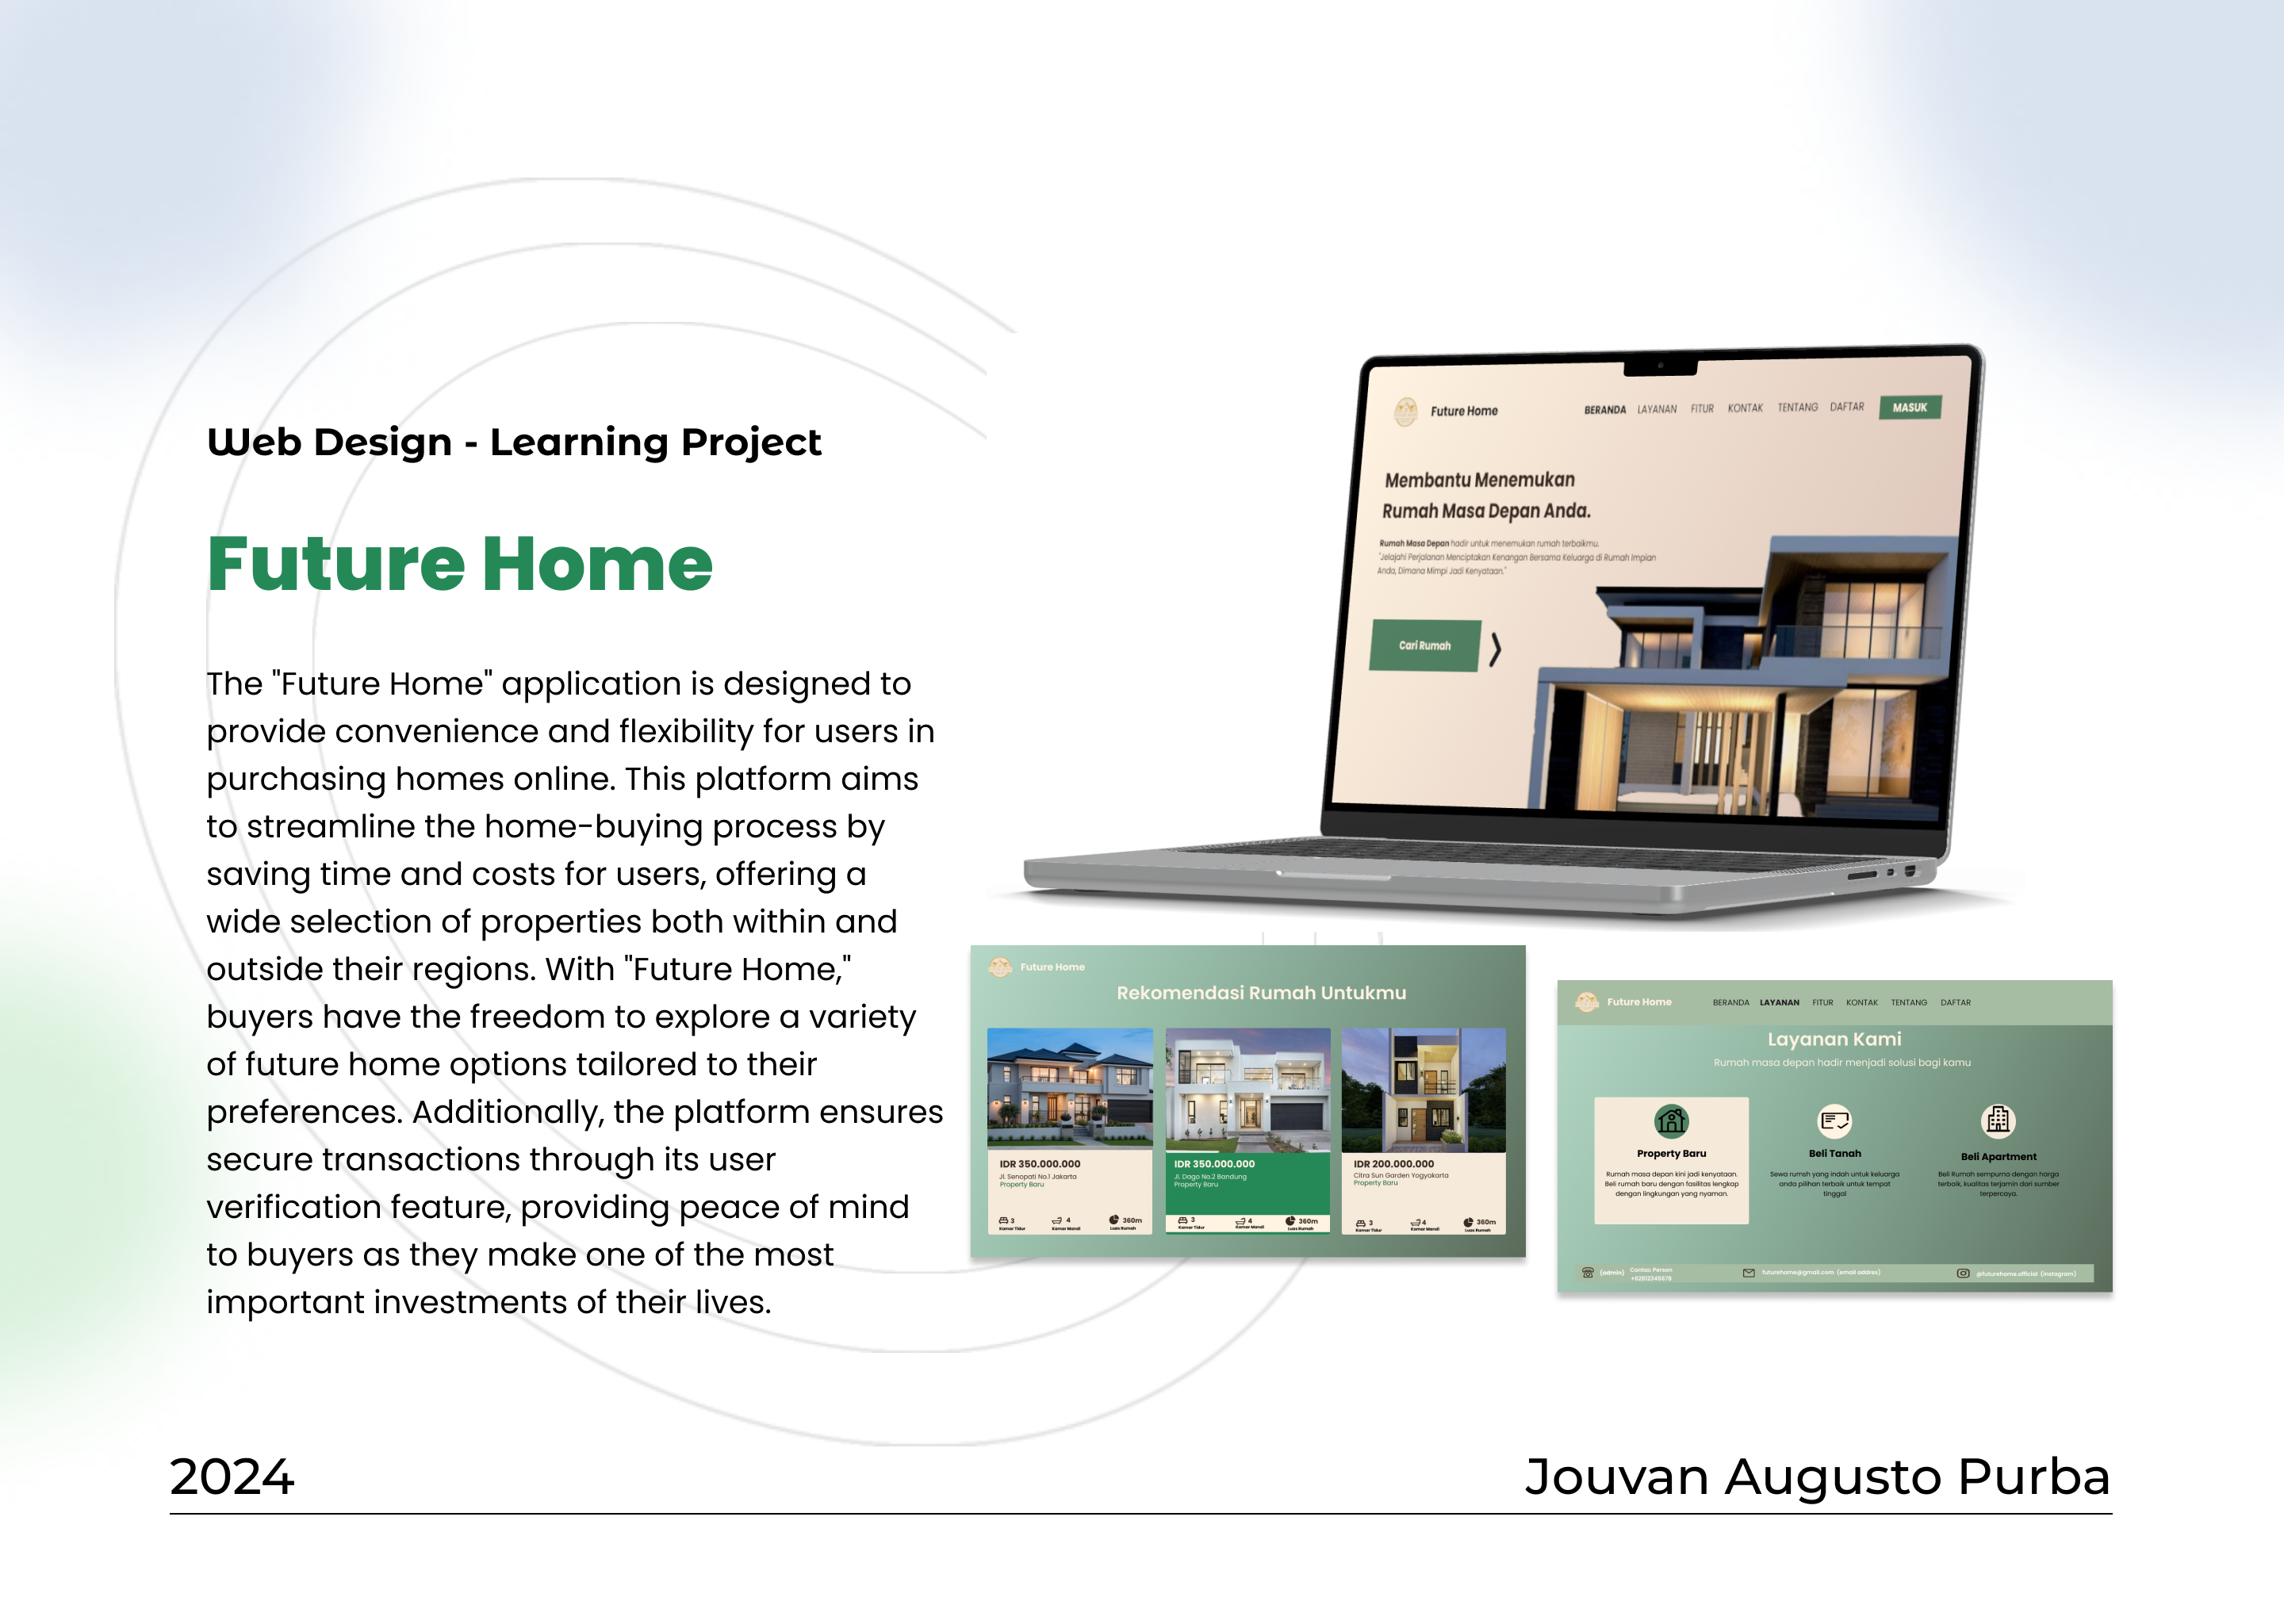 Web Design - Learning Project
Future Home
The "Future Home" application is designed to
provide convenience and flexibility for users in
purchasing homes online. This platform aims
to streamline the home-buying process by
saving time and costs for users, offering a
wide selection of properties both within and
outside their regions. With "Future Home,"
buyers have the freedom to explore a variety
of future home options tailored to their
preferences. Additionally, the platform ensures
secure transactions through its user
verification feature, providing peace of mind
to buyers as they make one of the most
important investments of their lives.
Future Home BERANDA LAYANAN FITUR KONTAK TENTANG DAFTAR MASUK
Membantu Menemukan
Rumah Masa Depan Anda.
Rumah Masa Depan hadir untuk menemukan rumah terbaikmu.
"Jelajahi Perjalanan Menciptakan Kenangan Bersama Keluarga di Rumah Impian
Anda, Dimana Mimpi Jadi Kenyataan."
Cari Rumah
Future Home
Rekomendasi Rumah Untukmu
IDR 350.000.000
Jl. Senopati No.1 Jakarta
Property Baru
3 4 360m
Kamar Tidur Kamar Mandi Luas Rumah
IDR 350.000.000
Jl. Dago No.2 Bandung
Property Baru
3 4 360m
Kamar Tidur Kamar Mandi Luas Rumah
IDR 200.000.000
Citra Sun Garden Yogyakarta
Property Baru
3 4 360m
Kamar Tidur Kamar Mandi Luas Rumah
Future Home BERANDA LAYANAN FITUR KONTAK TENTANG DAFTAR
Layanan Kami
Rumah masa depan hadir menjadi solusi bagi kamu
Property Baru
Rumah masa depan kini jadi kenyataan.
Beli rumah baru dengan fasilitas lengkap
dengan lingkungan yang nyaman.
Beli Tanah
Sewa rumah yang indah untuk keluarga
anda pilihan terbaik untuk tempat
tinggal
Beli Apartment
Beli Rumah sempurna dengan harga
terbaik, kualitas terjamin dari sumber
terpercaya.
(admin) Contac Person
+62812345678
futurehome@gmail.com (email addres)
@futurehome.official (instagram)
2024
Jouvan Augusto Purba